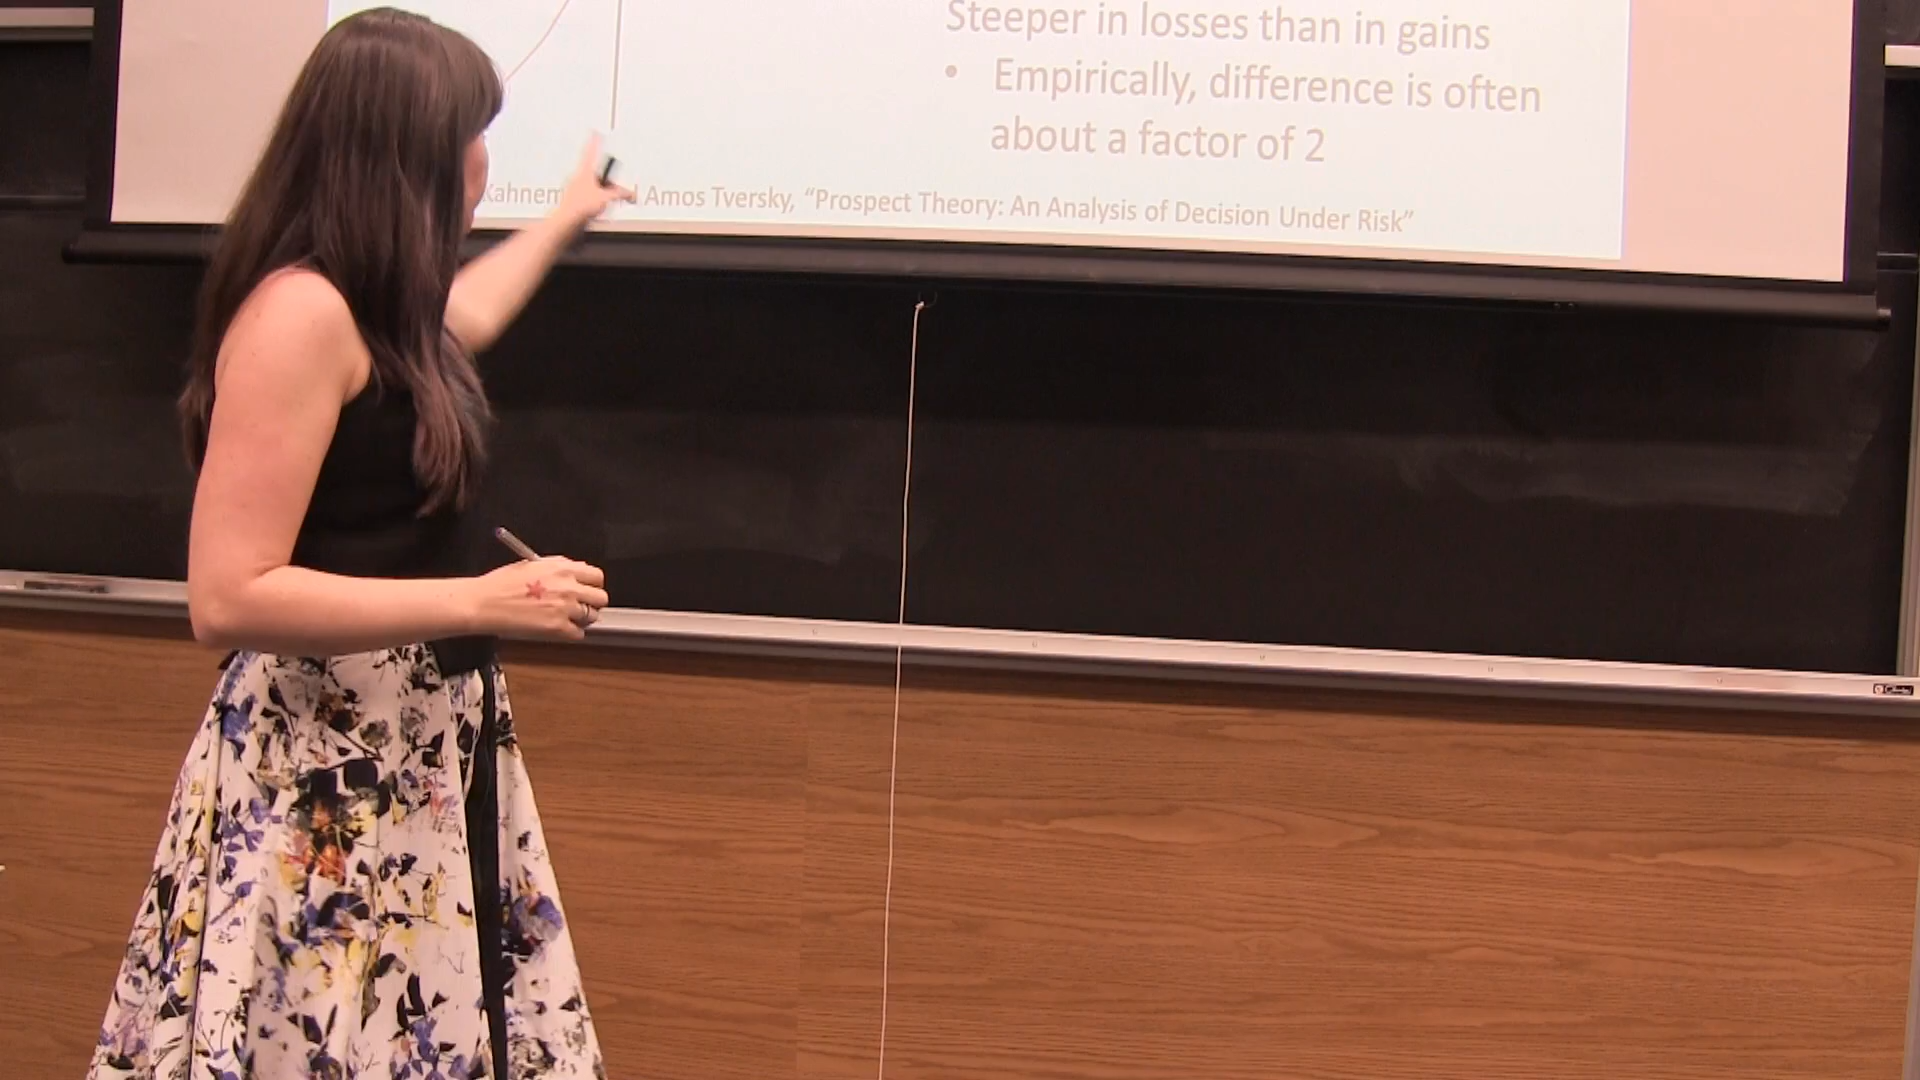 Steeper in losses than in gains
• Empirically, difference is often
about a factor of 2
Amos Tversky, “Prospect Theory: An Analysis of Decision Under Risk”